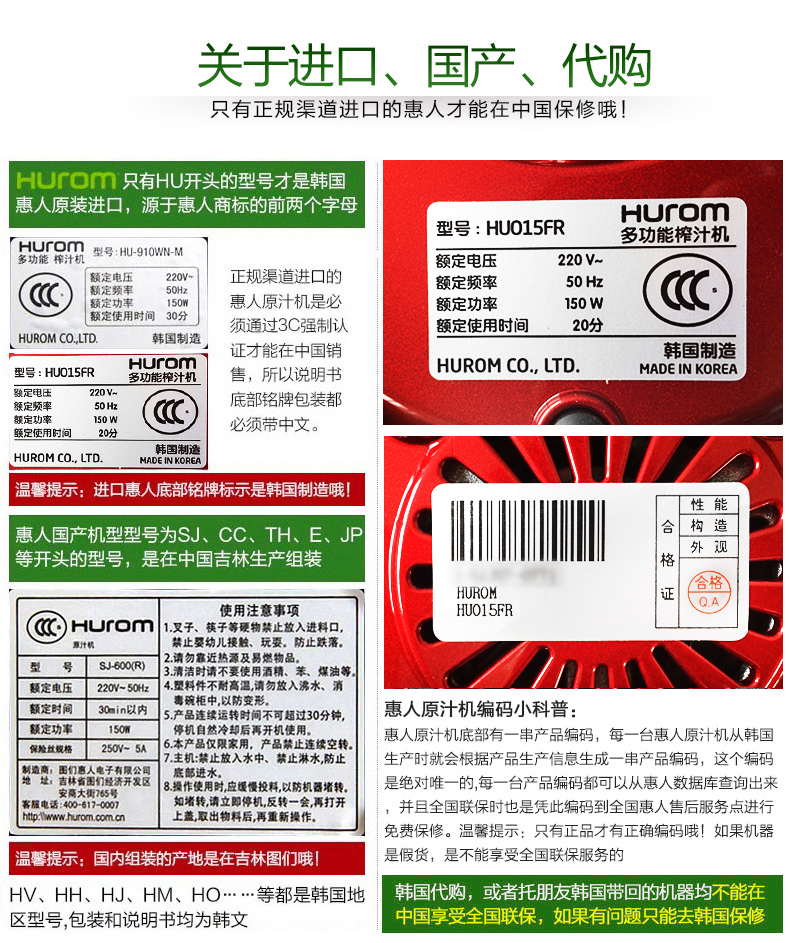 关于进口、国产、代购
只有正规渠道进口的惠人才能在中国保修哦!
Hurom 只有HU开头的型号才是韩国
惠人原装进口，源于惠人商标的前两个字母
Hurom
多功能 榨汁机
型号: HU-910WN-M
额定电压 220V~
额定频率 50Hz
额定功率 150W
额定使用时间 30分
HUROM CO.,LTD. 韩国制造
型号: HU015FR
Hurom
多功能榨汁机
额定电压 220 V~
额定频率 50 Hz
额定功率 150 W
额定使用时间 20分
韩国制造
HUROM CO., LTD. MADE IN KOREA
正规渠道进口的
惠人原汁机是必
须通过3C强制认
证才能在中国销
售，所以说明书
底部铭牌包装都
必须带中文。
温馨提示：进口惠人底部铭牌标示是韩国制造哦!
惠人国产机型型号为SJ、CC、TH、E、JP
等开头的型号，是在中国吉林生产组装
Hurom
原汁机
型 号 SJ-600(R)
额定电压 220V~50Hz
额定时间 30min以内
额定功率 150W
保险丝规格 250V~ 5A
制造商: 图们惠人电子有限公司
地 址: 吉林省图们经济开发区
安商大街765号
客服电话:400-617-0007
http:\\www.hurom.com.cn
使用注意事项
1.叉子、筷子等硬物禁止放入进料口,
禁止婴幼儿接触、玩耍。防止跌落。
2.请勿靠近热源及易燃物品。
3.清洁时请不要使用酒精、苯、煤油等。
4.塑料件不耐高温,请勿放入沸水、消
毒碗柜中,以防变形。
5.产品连续运转时间不可超过30分钟,
停机自然冷却后再开机使用。
6.本产品仅限家用，产品禁止连续空转。
7.主机:禁止放入水中、禁止淋水,防止
底部进水。
8.操作使用时,应缓慢投料,以防机器堵转。
如堵转,请立即停机,反转一会,再打开
上盖,取出物料后,再重新操作。
温馨提示：国内组装的产地是在吉林图们哦!
HV、HH、HJ、HM、HO……等都是韩国地
区型号,包装和说明书均为韩文
型号: HU015FR
Hurom
多功能榨汁机
额定电压 220 V~
额定频率 50 Hz
额定功率 150 W
额定使用时间 20分
韩国制造
HUROM CO., LTD. MADE IN KOREA
HUROM
HU015FR
合格证
性 能
构 造
外 观
合格
Q.A
惠人原汁机编码小科普：
惠人原汁机底部有一串产品编码，每一台惠人原汁机从韩国
生产时就会根据产品生产信息生成一串产品编码，这个编码
是绝对唯一的,每一台产品编码都可以从惠人数据库查询出来
，并且全国联保时也是凭此编码到全国惠人售后服务点进行
免费保修。温馨提示：只有正品才有正确编码哦！如果机器
是假货，是不能享受全国联保服务的
韩国代购，或者托朋友韩国带回的机器均不能在
中国享受全国联保，如果有问题只能去韩国保修